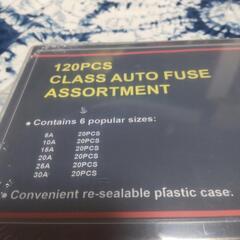 120PCS
CLASS AUTO FUSE
ASSORTMENT
• Contains 6 popular sizes:
5A 20PCS
10A 20PCS
15A 20PCS
20A 20PCS
25A 20PCS
30A 20PCS
• Convenient re-sealable plastic case.